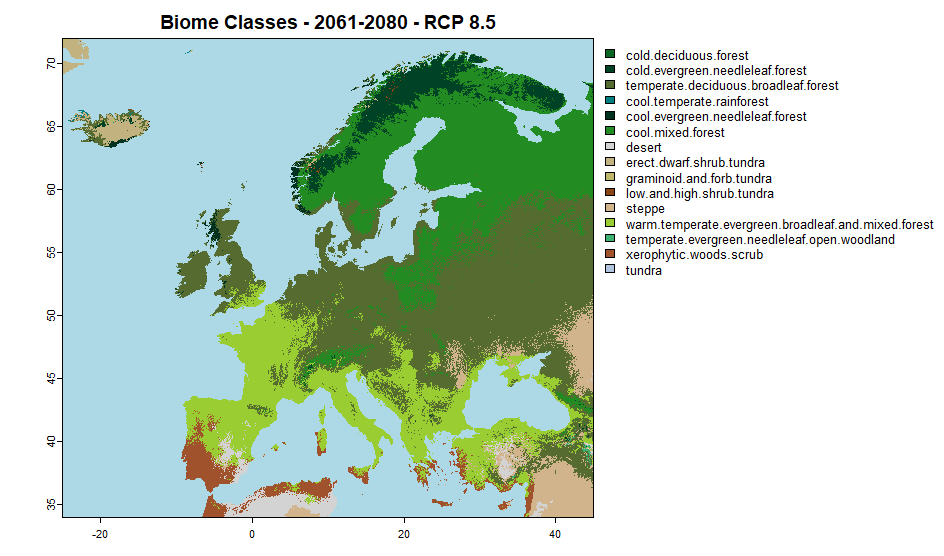 Biome Classes - 2061-2080 - RCP 8.5
70
65
60
55
50
45
40
35
-20
0
20
40
cold.deciduous.forest
cold.evergreen.needleleaf.forest
temperate.deciduous.broadleaf.forest
cool.temperate.rainforest
cool.evergreen.needleleaf.forest
cool.mixed.forest
desert
erect.dwarf.shrub.tundra
graminoid.and.forb.tundra
low.and.high.shrub.tundra
steppe
warm.temperate.evergreen.broadleaf.and.mixed.forest
temperate.evergreen.needleleaf.open.woodland
xerophytic.woods.scrub
tundra